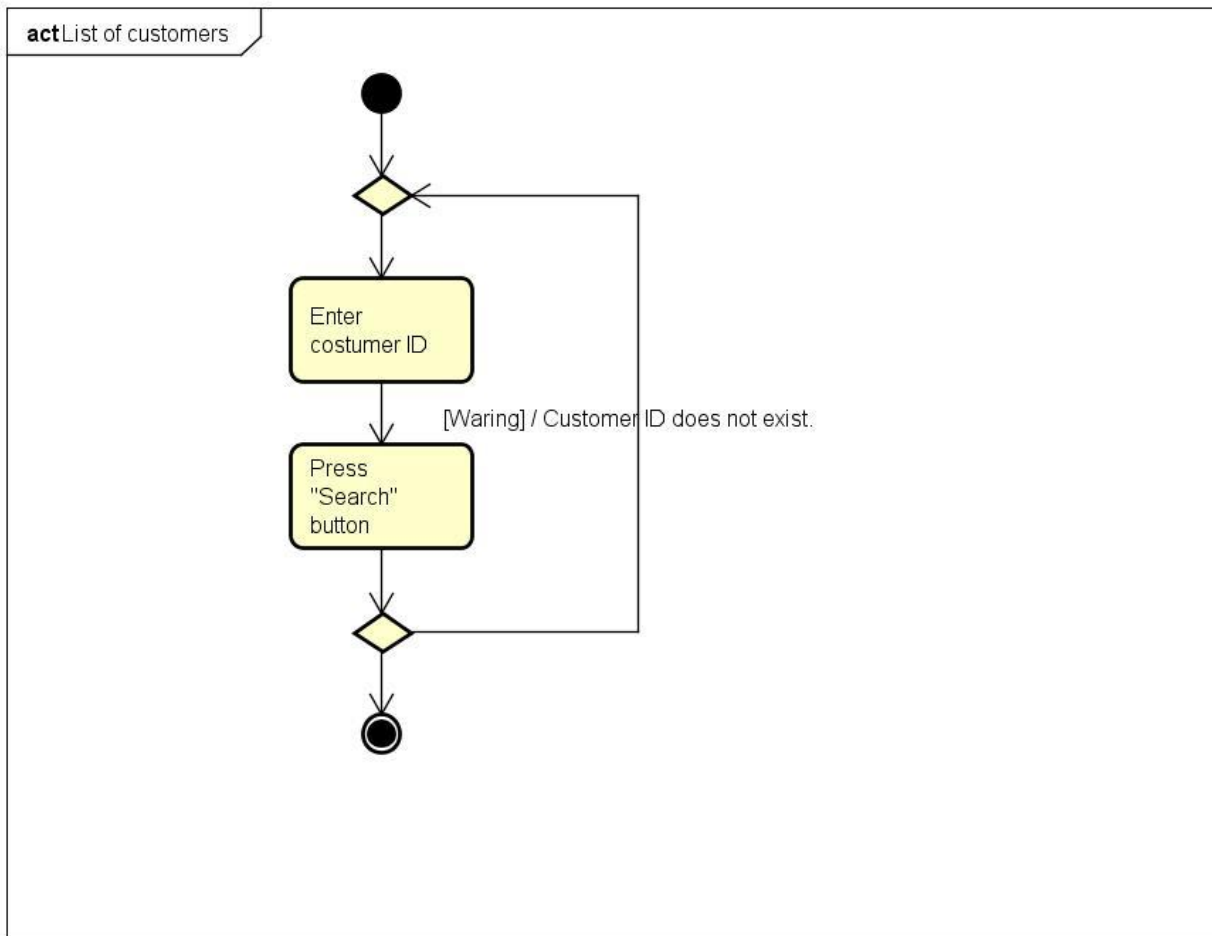 act List of customers
Enter
costumer ID
[Waring] / Customer ID does not exist.
Press
"Search"
button